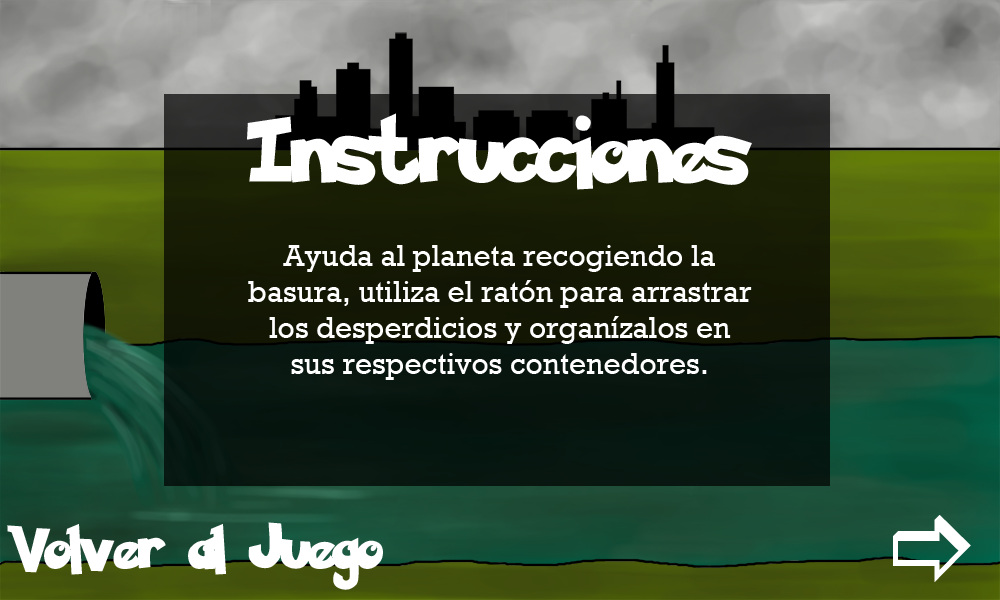 Instrucciones
Ayuda al planeta recogiendo la
basura, utiliza el ratón para arrastrar
los desperdicios y organízalos en
sus respectivos contenedores.
Volver al Juego